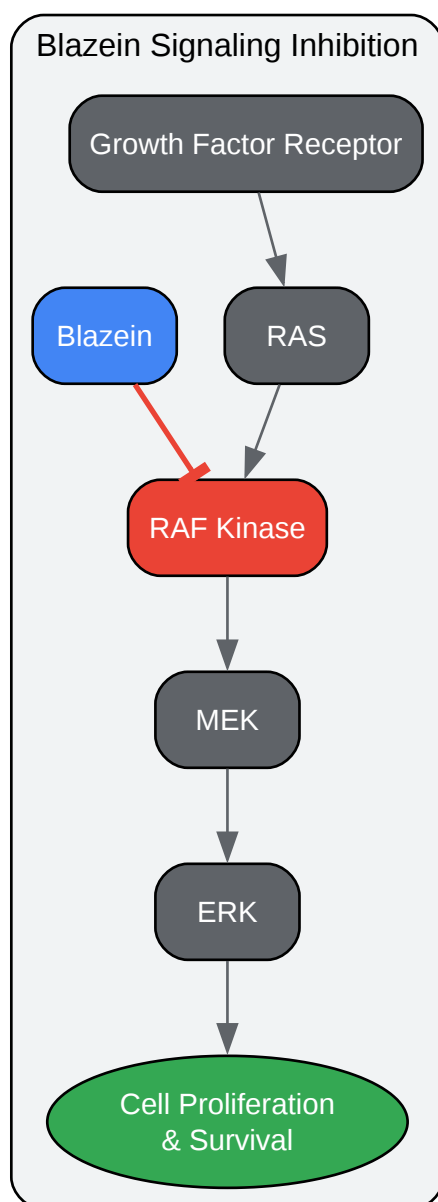 Blazein Signaling Inhibition
Growth Factor Receptor
Blazein
RAS
RAF Kinase
MEK
ERK
Cell Proliferation
& Survival